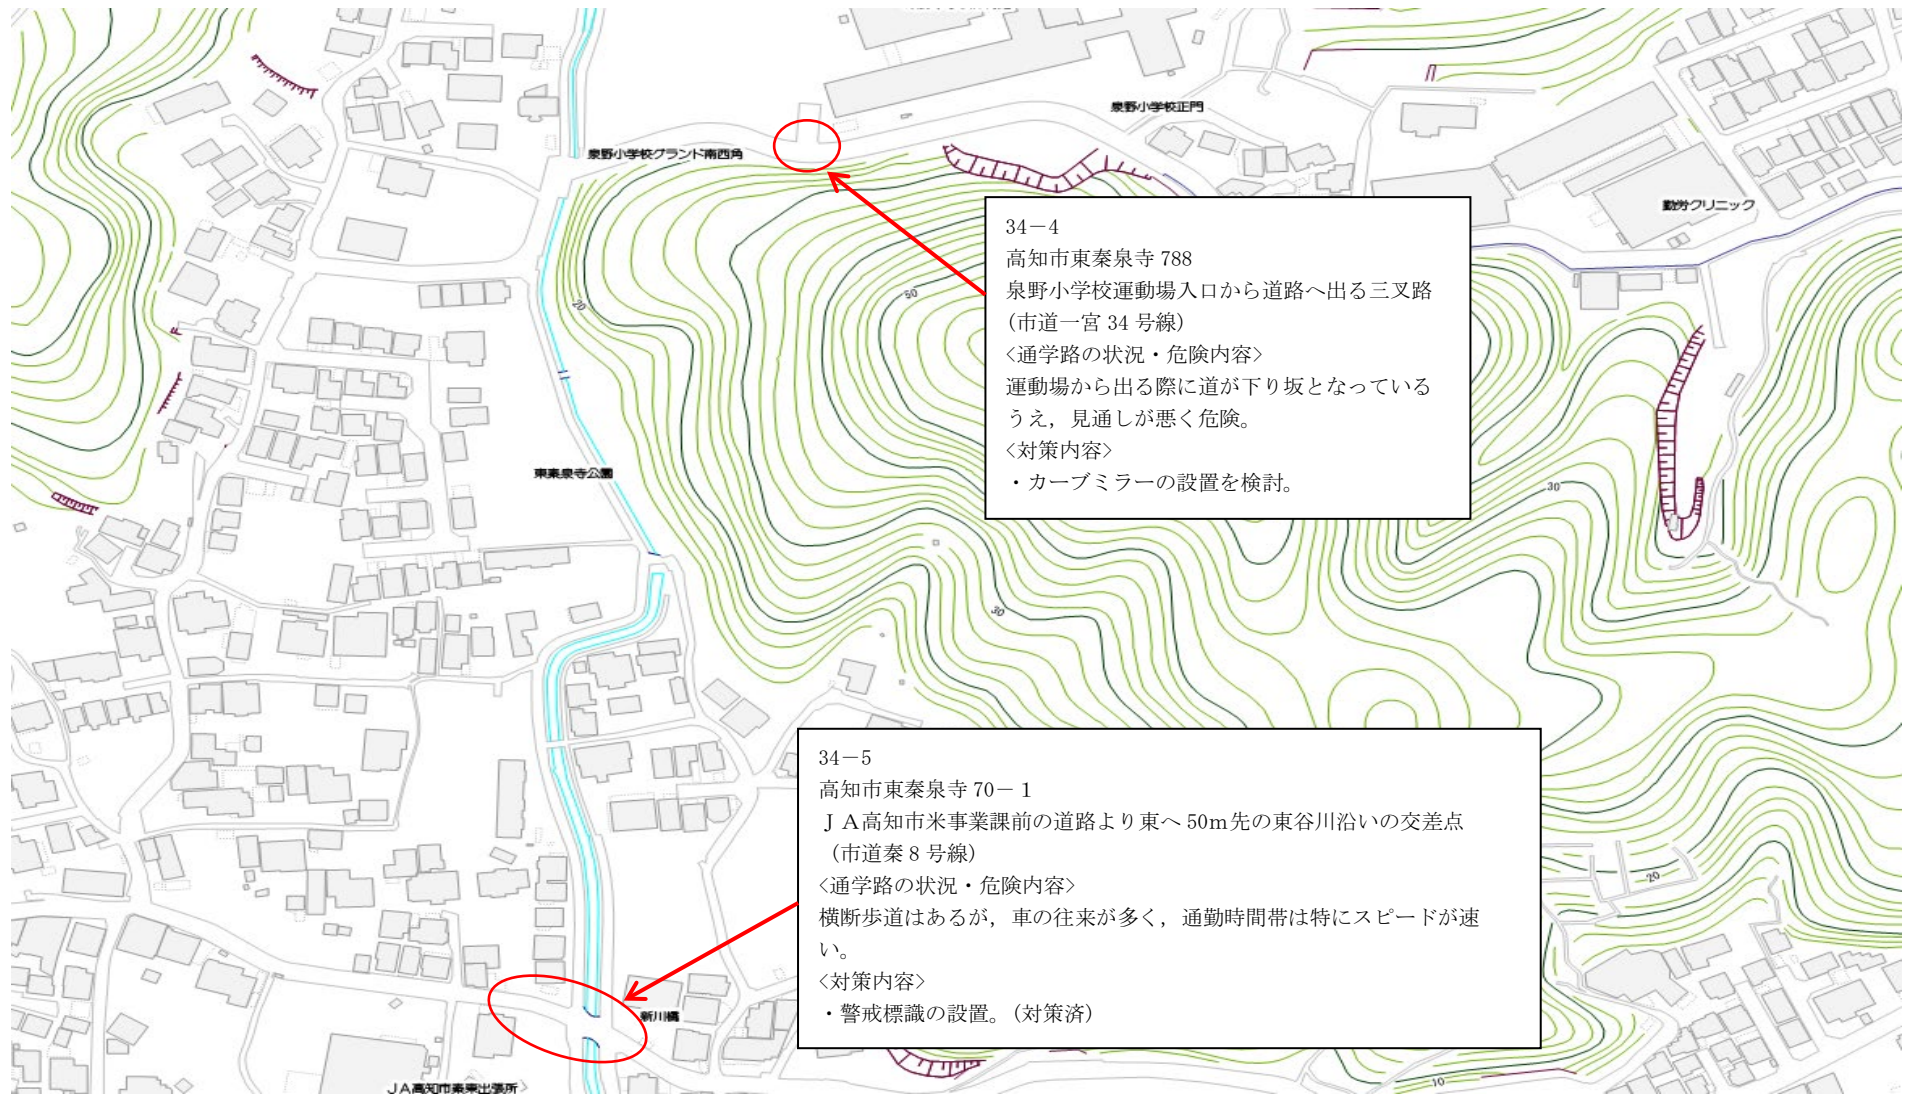 泉野小学校正門
泉野小学校グランド南西角
勤労クリニック
34－4
高知市東秦泉寺 788
泉野小学校運動場入口から道路へ出る三叉路
(市道一宮 34 号線)
<通学路の状況・危険内容>
運動場から出る際に道が下り坂となっている
うえ，見通しが悪く危険。
<対策内容>
・カーブミラーの設置を検討。
50
20
30
東秦泉寺公園
30
34－5
高知市東秦泉寺 70－１
ＪＡ高知市米事業課前の道路より東へ 50ｍ先の東谷川沿いの交差点
（市道秦 8 号線）
<通学路の状況・危険内容>
横断歩道はあるが，車の往来が多く，通勤時間帯は特にスピードが速
い。
<対策内容>
・警戒標識の設置。（対策済）
20
新川橋
10
ＪＡ高知市秦東出張所